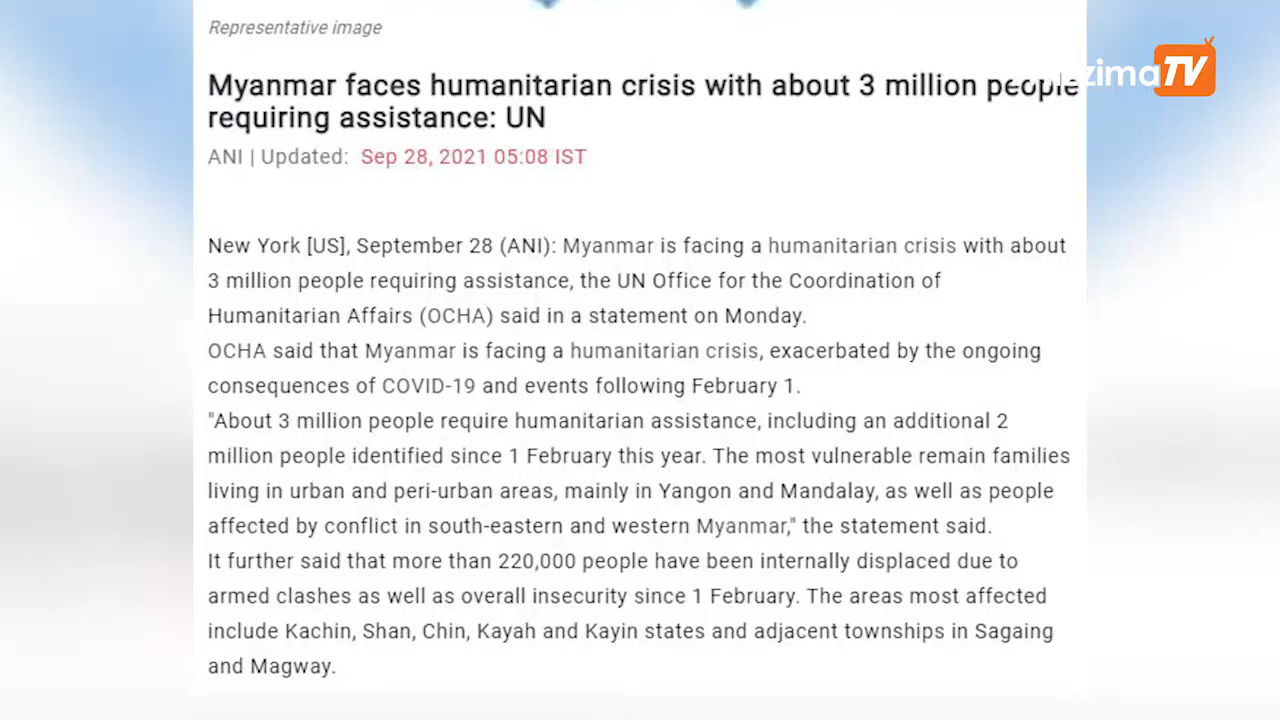 Representative image
Myanmar faces humanitarian crisis with about 3 million people
requiring assistance: UN
ANI | Updated: Sep 28, 2021 05:08 IST
New York [US], September 28 (ANI): Myanmar is facing a humanitarian crisis with about
3 million people requiring assistance, the UN Office for the Coordination of
Humanitarian Affairs (OCHA) said in a statement on Monday.
OCHA said that Myanmar is facing a humanitarian crisis, exacerbated by the ongoing
consequences of COVID-19 and events following February 1.
"About 3 million people require humanitarian assistance, including an additional 2
million people identified since 1 February this year. The most vulnerable remain families
living in urban and peri-urban areas, mainly in Yangon and Mandalay, as well as people
affected by conflict in south-eastern and western Myanmar," the statement said.
It further said that more than 220,000 people have been internally displaced due to
armed clashes as well as overall insecurity since 1 February. The areas most affected
include Kachin, Shan, Chin, Kayah and Kayin states and adjacent townships in Sagaing
and Magway.
TV